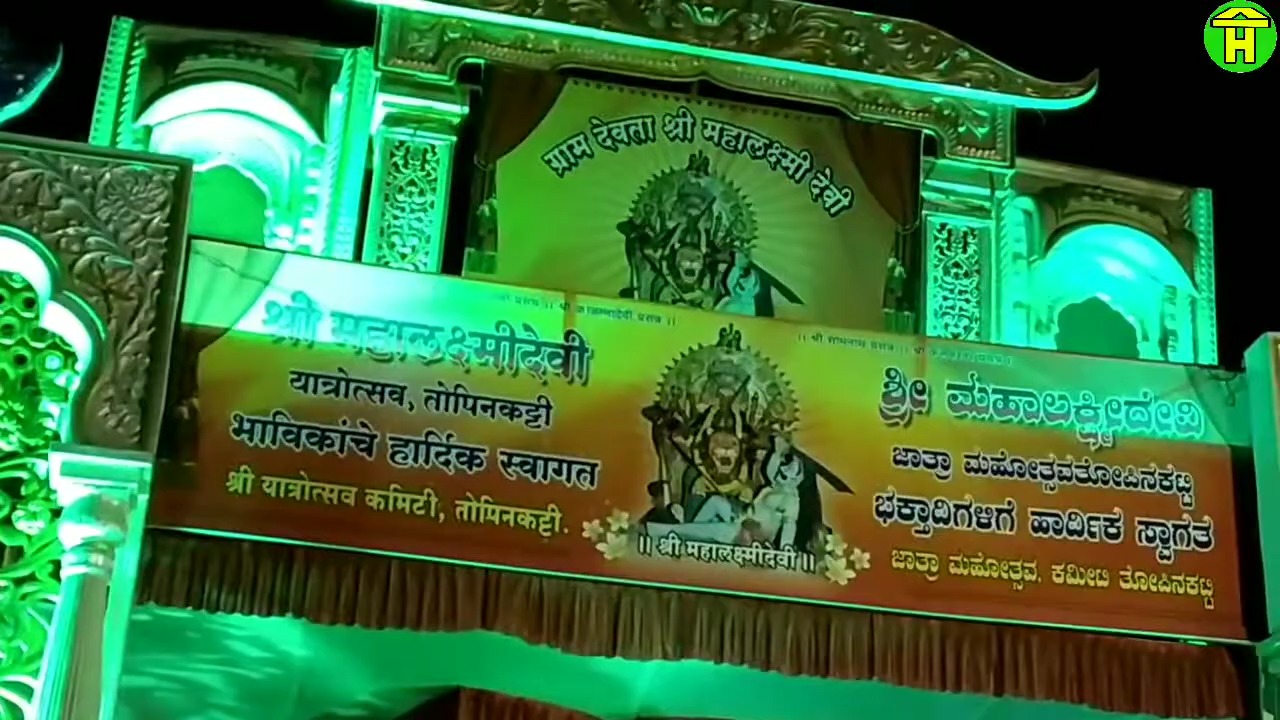 H
ग्राम देवता श्री महालक्ष्मी देवी
श्री महालक्ष्मीदेवी
यात्रोत्सव, तोपिनकट्टी
भाविकांचे हार्दिक स्वागत
श्री यात्रोत्सव कमिटी, तोपिनकट्टी.
|| श्री महालक्ष्मीदेवी ||
ಶ್ರೀ ಮಹಾಲಕ್ಷ್ಮೀದೇವಿ
ಜಾತ್ರಾ ಮಹೋತ್ಸವತೋಪಿನಕಟ್ಟಿ
ಭಕ್ತಾದಿಗಳಿಗೆ ಹಾರ್ದಿಕ ಸ್ವಾಗತ
ಜಾತ್ರಾ ಮಹೋತ್ಸವ. ಕಮೀಟಿ ತೋಪಿನಕಟ್ಟಿ